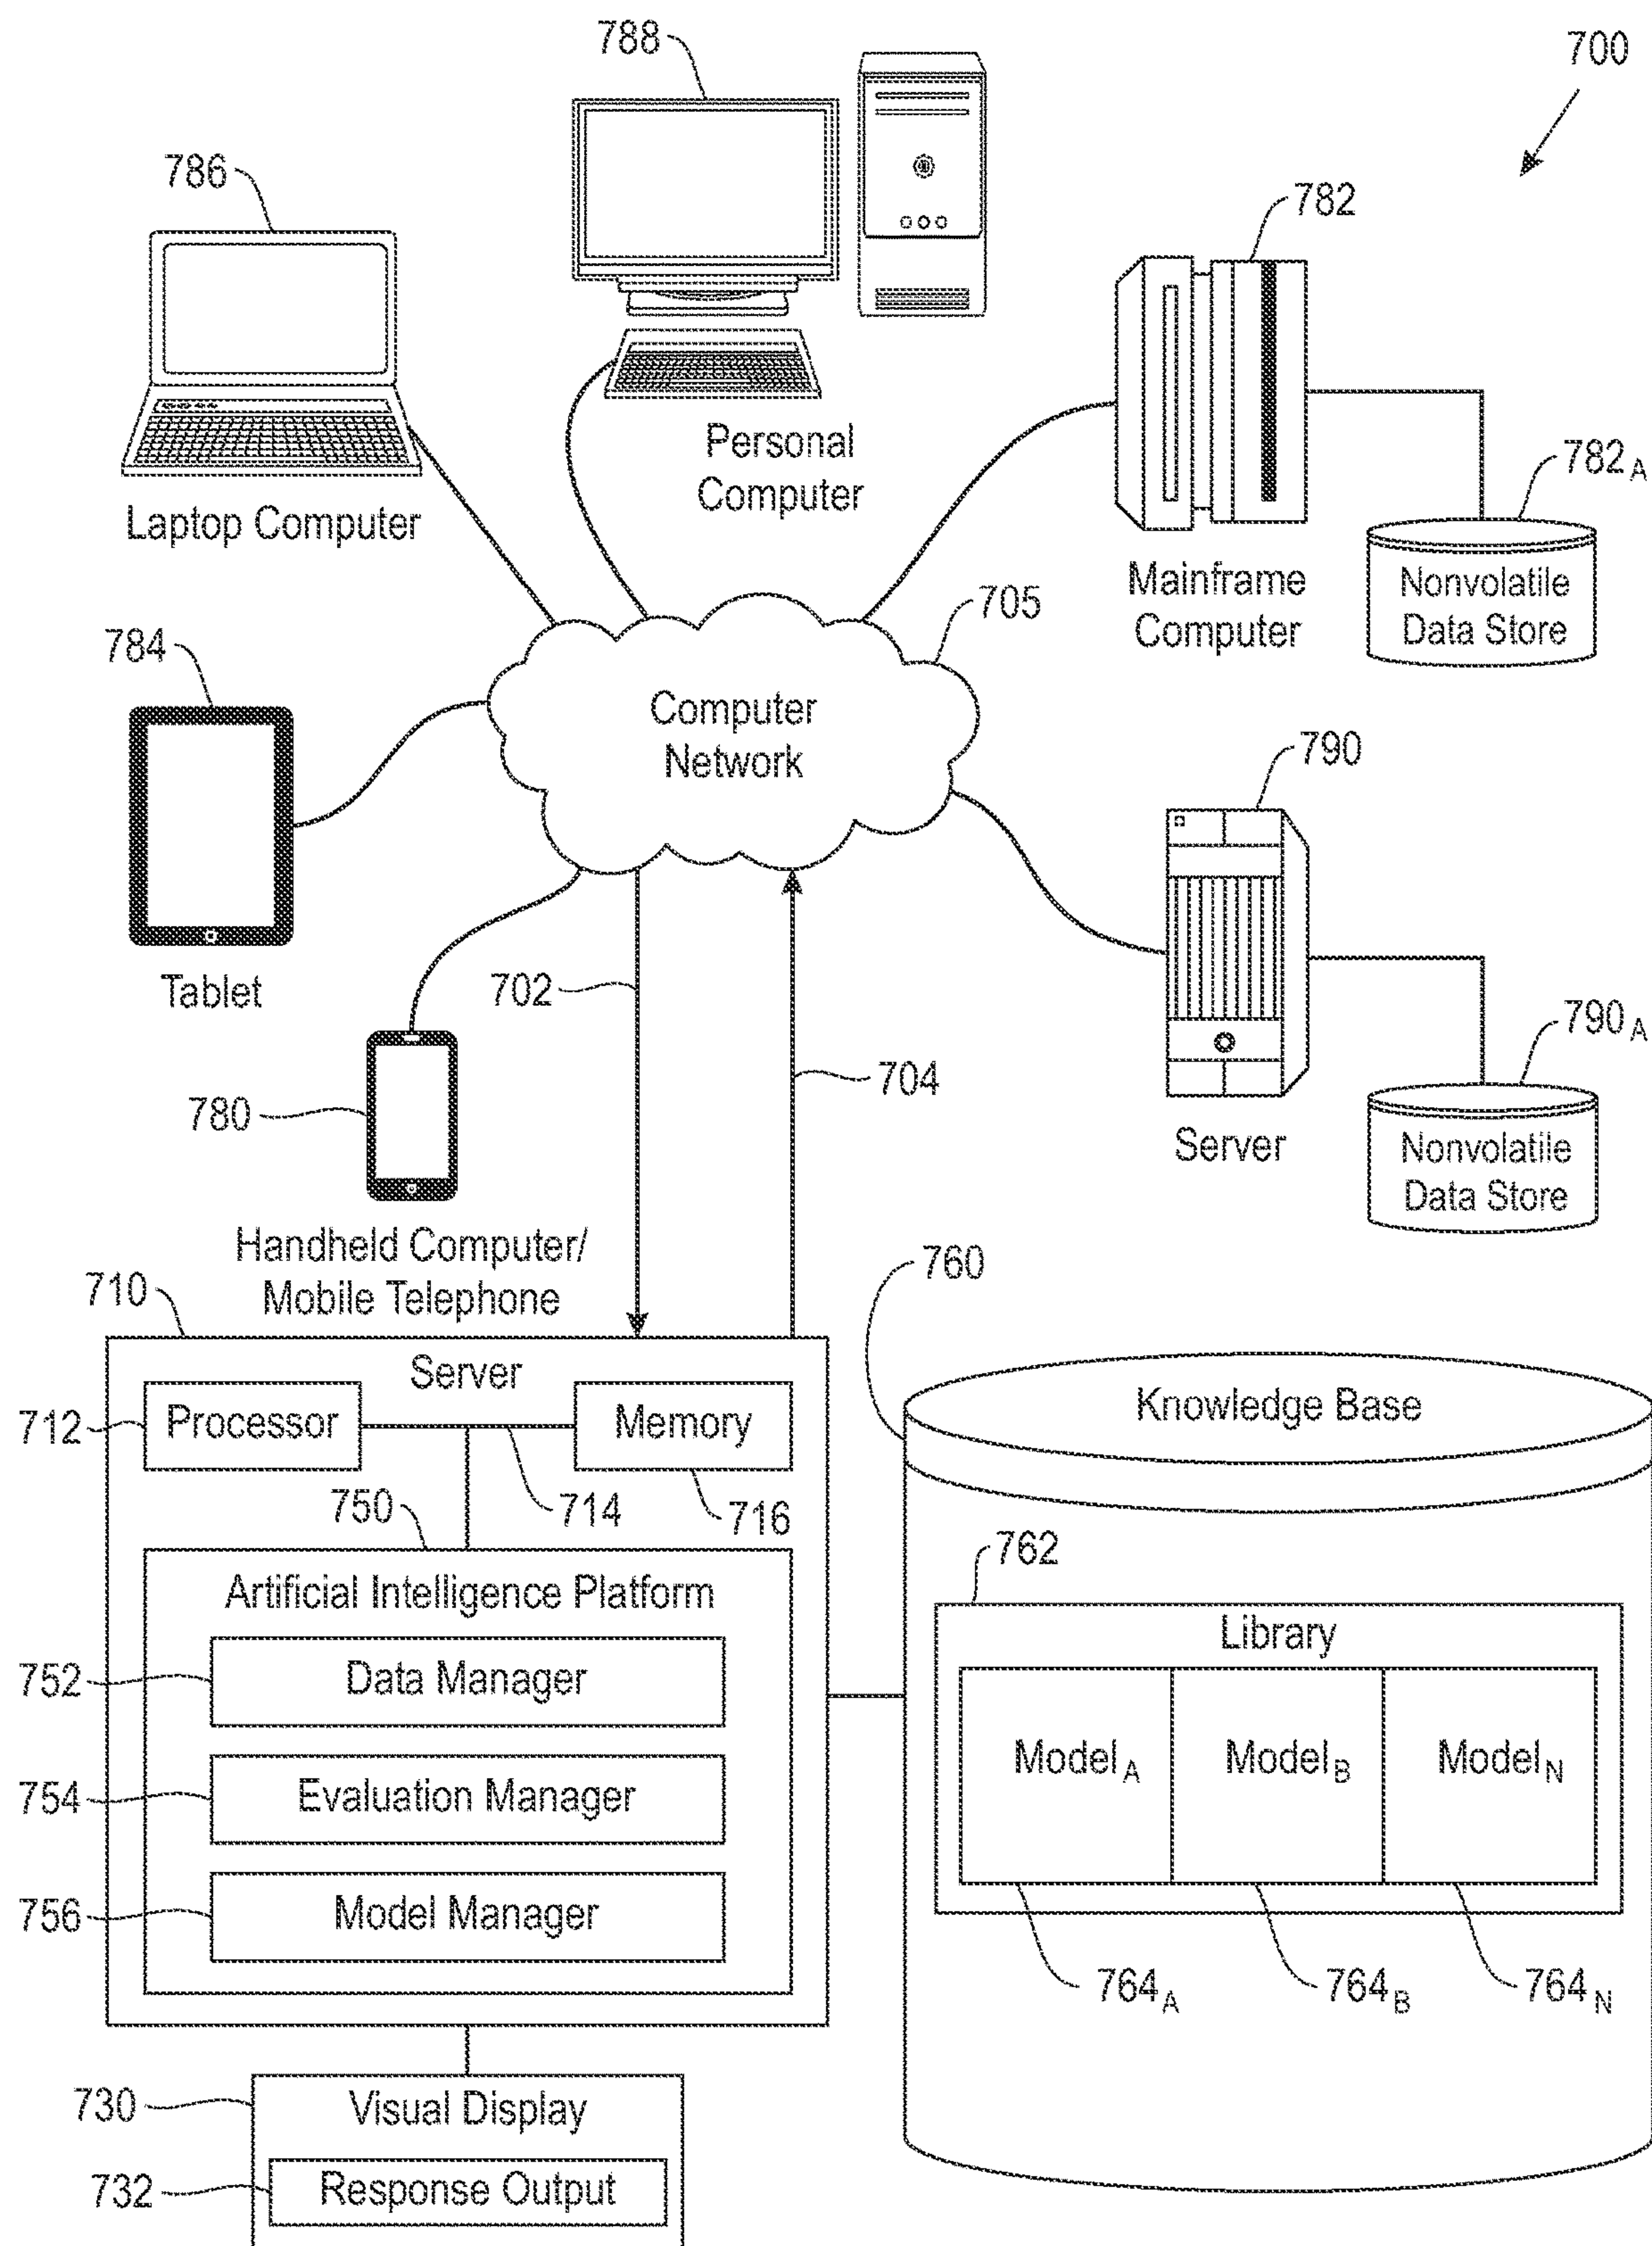 788
700
786
782
Personal
Computer
782A
Laptop Computer
Mainframe
Computer
Nonvolatile
Data Store
705
784
Computer
Network
790
Tablet
702
790A
704
780
Server
Nonvolatile
Data Store
Handheld Computer/
Mobile Telephone
710
760
Server
712
Processor
Memory
Knowledge Base
714
716
750
762
Artificial Intelligence Platform
Library
752
Data Manager
ModelA
ModelB
ModelN
754
Evaluation Manager
756
Model Manager
764A
764B
764N
730
Visual Display
732
Response Output